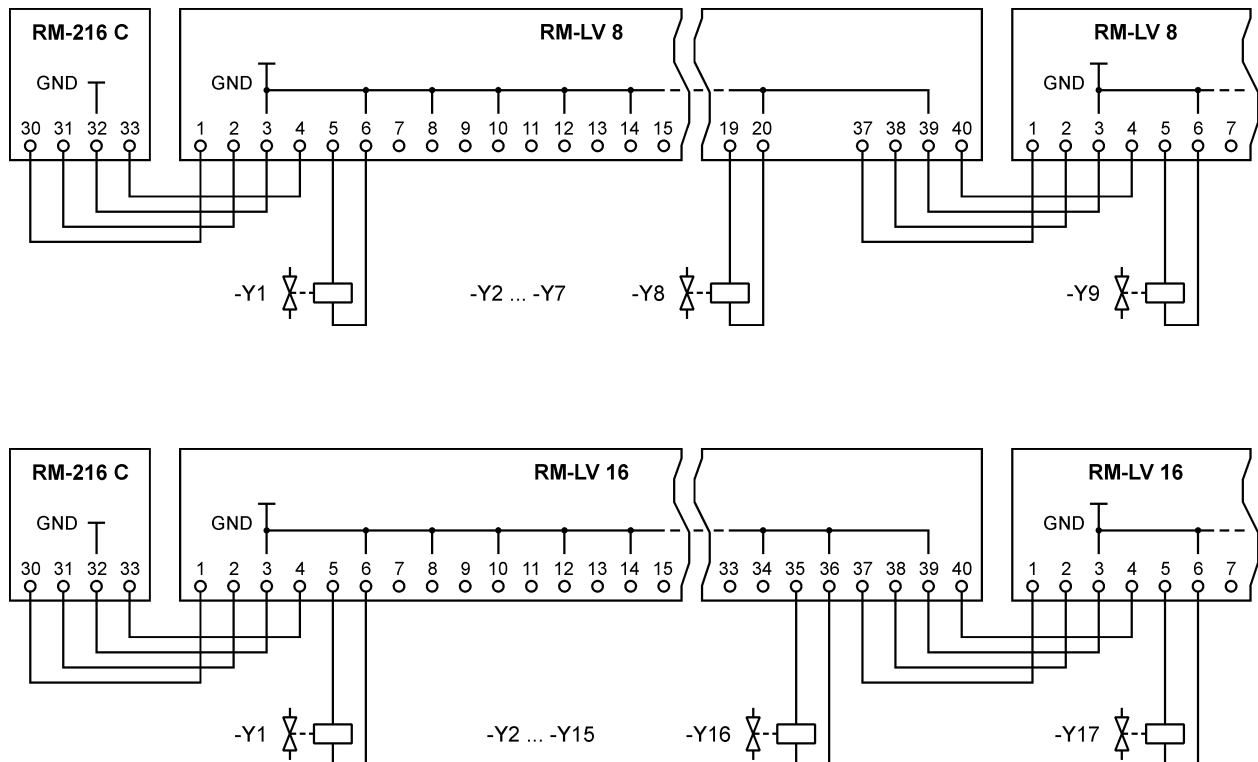 RM-216 C RM-LV 8 RM-LV 8
GND GND GND
30 31 32 33 1 2 3 4 5 6 7 8 9 10 11 12 13 14 15 19 20 37 38 39 40 1 2 3 4 5 6 7
-Y1 -Y2 ... -Y7 -Y8 -Y9
RM-216 C RM-LV 16 RM-LV 16
GND GND GND
30 31 32 33 1 2 3 4 5 6 7 8 9 10 11 12 13 14 15 33 34 35 36 37 38 39 40 1 2 3 4 5 6 7
-Y1 -Y2 ... -Y15 -Y16 -Y17